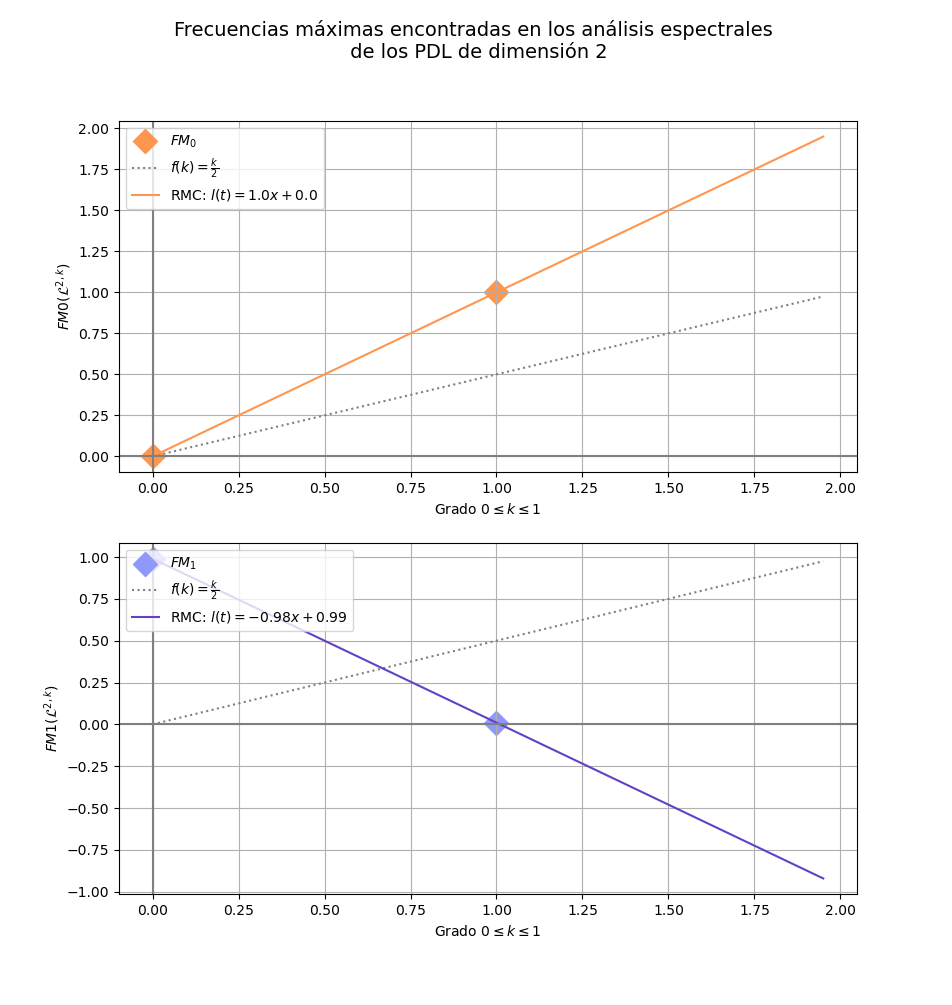 Frecuencias máximas encontradas en los análisis espectrales
de los PDL de dimensión 2
FM0(ℒ^{2,k})
2.00
1.75
1.50
1.25
1.00
0.75
0.50
0.25
0.00
FM_0
f(k) = k/2
RMC: l(t) = 1.0x + 0.0
0.00 0.25 0.50 0.75 1.00 1.25 1.50 1.75 2.00
Grado 0 ≤ k ≤ 1
FM1(ℒ^{2,k})
1.00
0.75
0.50
0.25
0.00
−0.25
−0.50
−0.75
−1.00
FM_1
f(k) = k/2
RMC: l(t) = −0.98x + 0.99
0.00 0.25 0.50 0.75 1.00 1.25 1.50 1.75 2.00
Grado 0 ≤ k ≤ 1